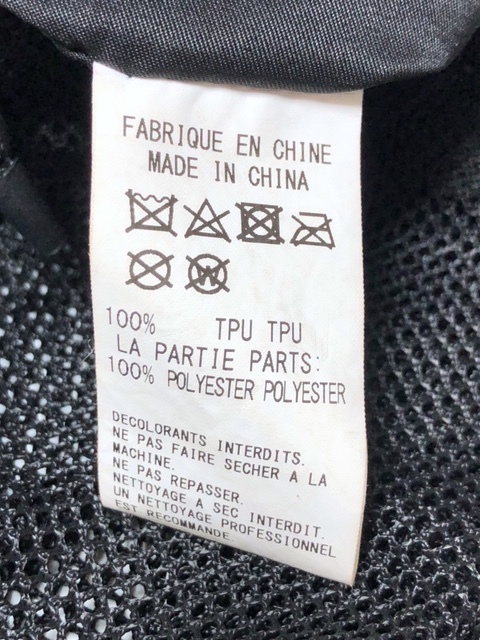 FABRIQUE EN CHINE
MADE IN CHINA
W
100% TPU TPU
LA PARTIE PARTS:
100% POLYESTER POLYESTER
DECOLORANTS INTERDITS.
NE PAS FAIRE SECHER A LA
MACHINE.
NE PAS REPASSER.
NETTOYAGE A SEC INTERDIT.
UN NETTOYAGE PROFESSIONNEL
EST RECOMMANDE.